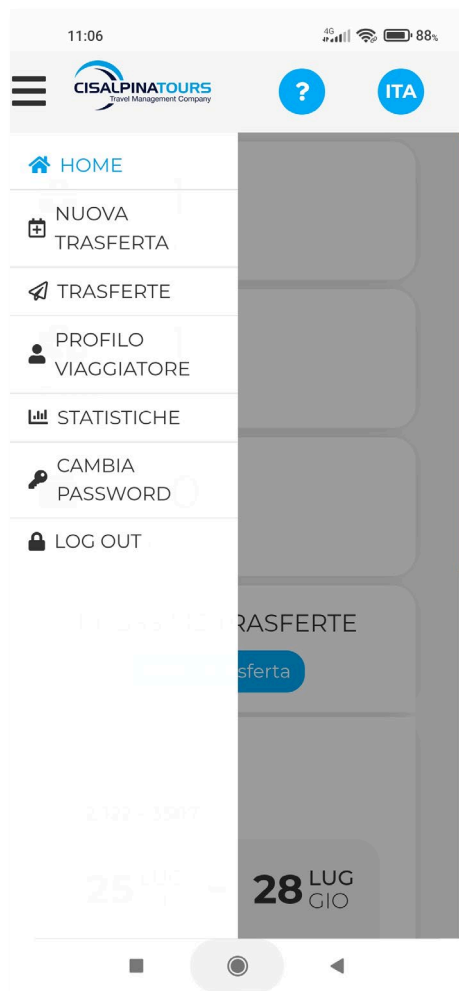 11:06
4G
88%
CISALPINATOURS
Travel Management Company
?
ITA
HOME
NUOVA
TRASFERTA
TRASFERTE
PROFILO
VIAGGIATORE
STATISTICHE
CAMBIA
PASSWORD
LOG OUT
RASFERTE
sferta
25 - 28 LUG
GIO